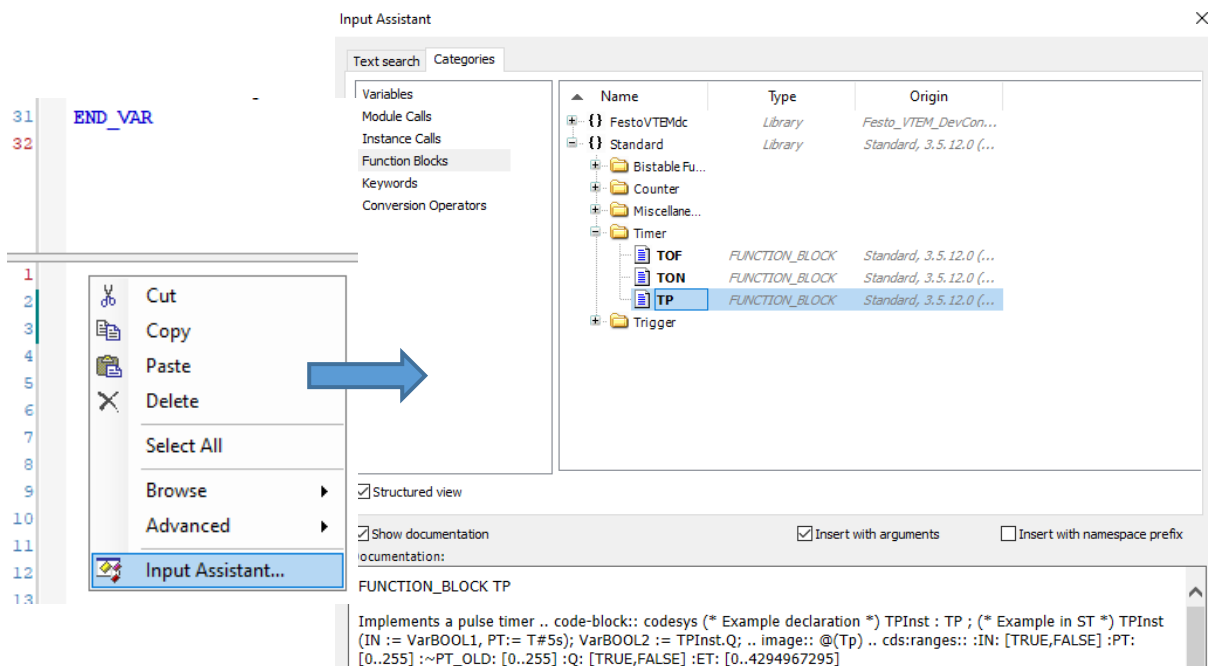 Input Assistant
Text search Categories
Variables
Module Calls
Instance Calls
Function Blocks
Keywords
Conversion Operators
Name Type Origin
FestoVTEMdc Library Festo_VTEM_DevCon...
Standard Library Standard, 3.5.12.0 (...
Bistable Fu...
Counter
Miscellane...
Timer
TOF FUNCTION_BLOCK Standard, 3.5.12.0 (...
TON FUNCTION_BLOCK Standard, 3.5.12.0 (...
TP FUNCTION_BLOCK Standard, 3.5.12.0 (...
Trigger
31 END_VAR
32
1
2
3
4
5
6
7
8
9
10
11
12
13
Cut
Copy
Paste
Delete
Select All
Browse
Advanced
Input Assistant...
Structured view
Show documentation Insert with arguments Insert with namespace prefix
ocumentation:
FUNCTION_BLOCK TP
Implements a pulse timer .. code-block:: codesys (* Example declaration *) TPInst : TP ; (* Example in ST *) TPInst
(IN := VarBOOL1, PT:= T#5s); VarBOOL2 := TPInst.Q; .. image:: @(Tp) .. cds:ranges:: :IN: [TRUE,FALSE] :PT:
[0..255] :~PT_OLD: [0..255] :Q: [TRUE,FALSE] :ET: [0..4294967295]